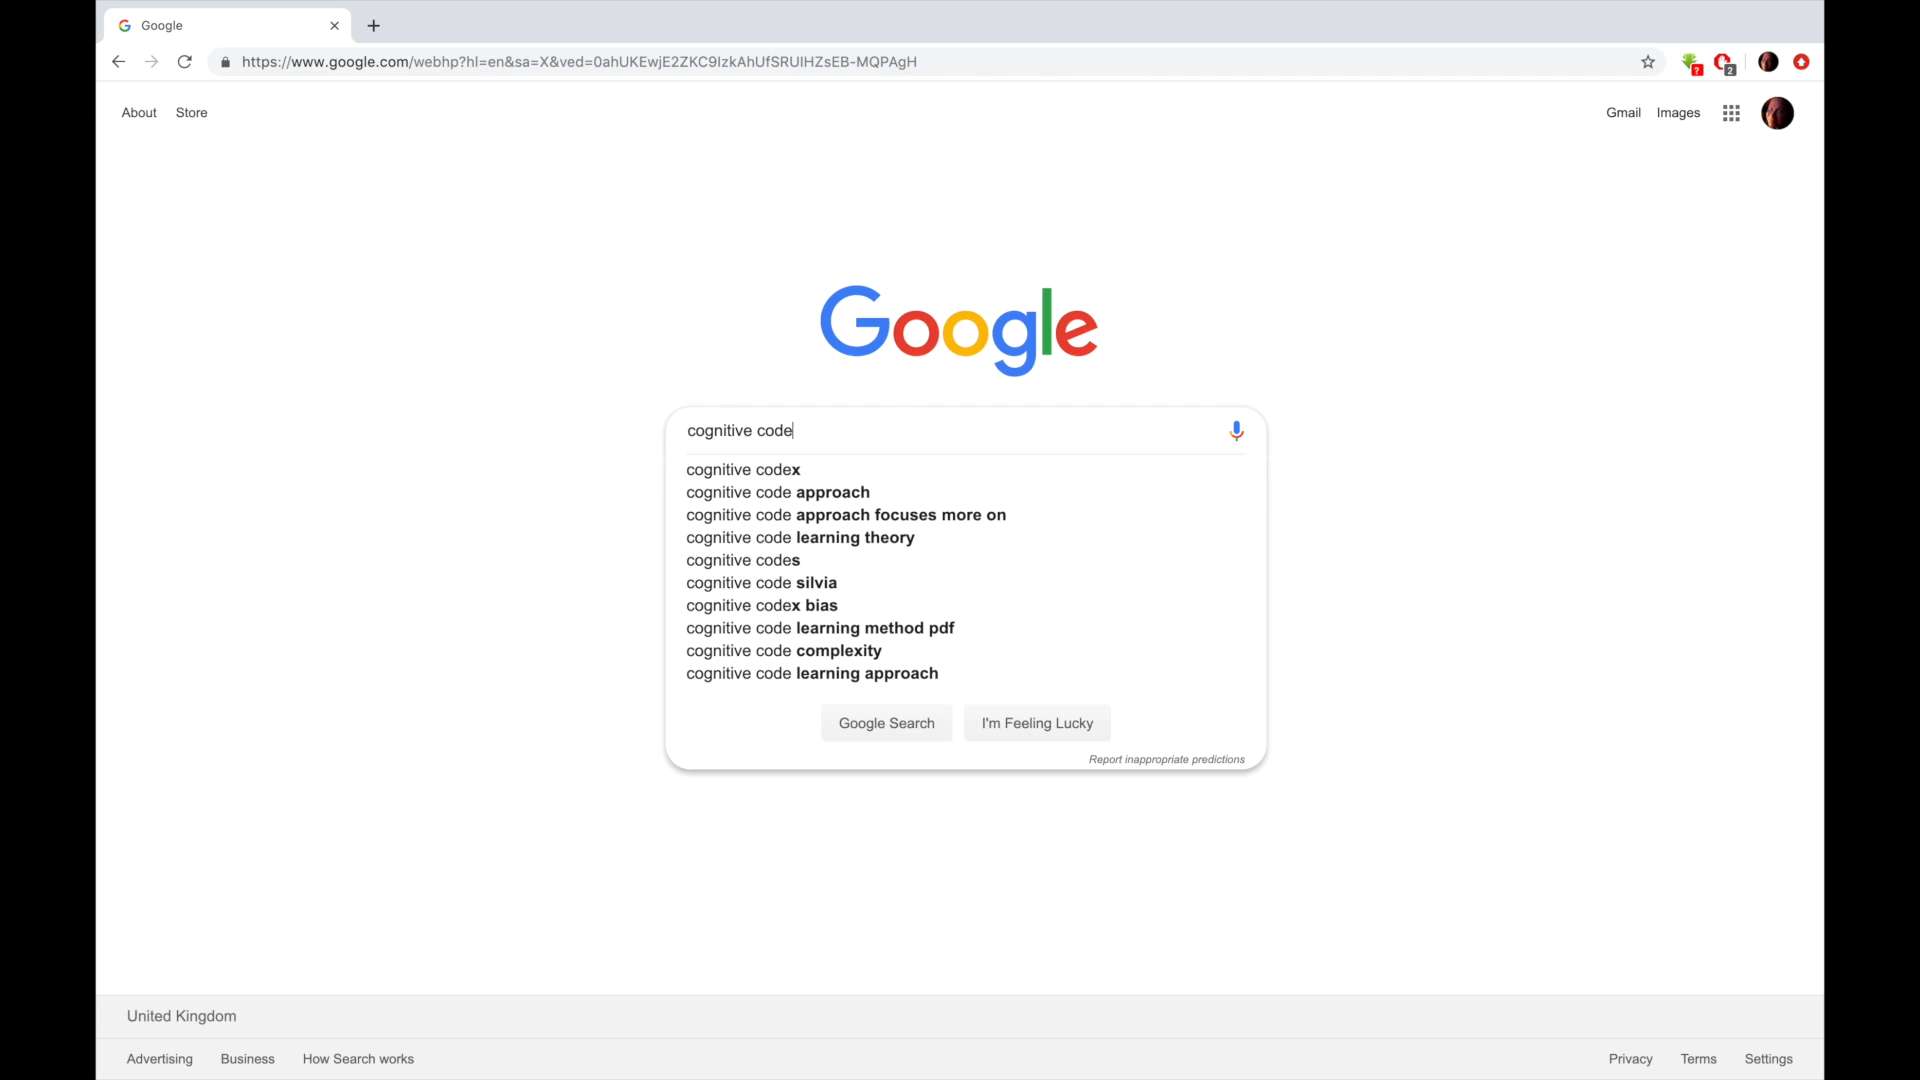 Google
https://www.google.com/webhp?hl=en&sa=X&ved=0ahUKEwjE2ZKC9IzkAhUfSRUIHZsEB-MQPAgH
? 2
About Store
Gmail Images
Google
cognitive code
cognitive codex
cognitive code approach
cognitive code approach focuses more on
cognitive code learning theory
cognitive codes
cognitive code silvia
cognitive codex bias
cognitive code learning method pdf
cognitive code complexity
cognitive code learning approach
Google Search I'm Feeling Lucky
Report inappropriate predictions
United Kingdom
Advertising Business How Search works
Privacy Terms Settings